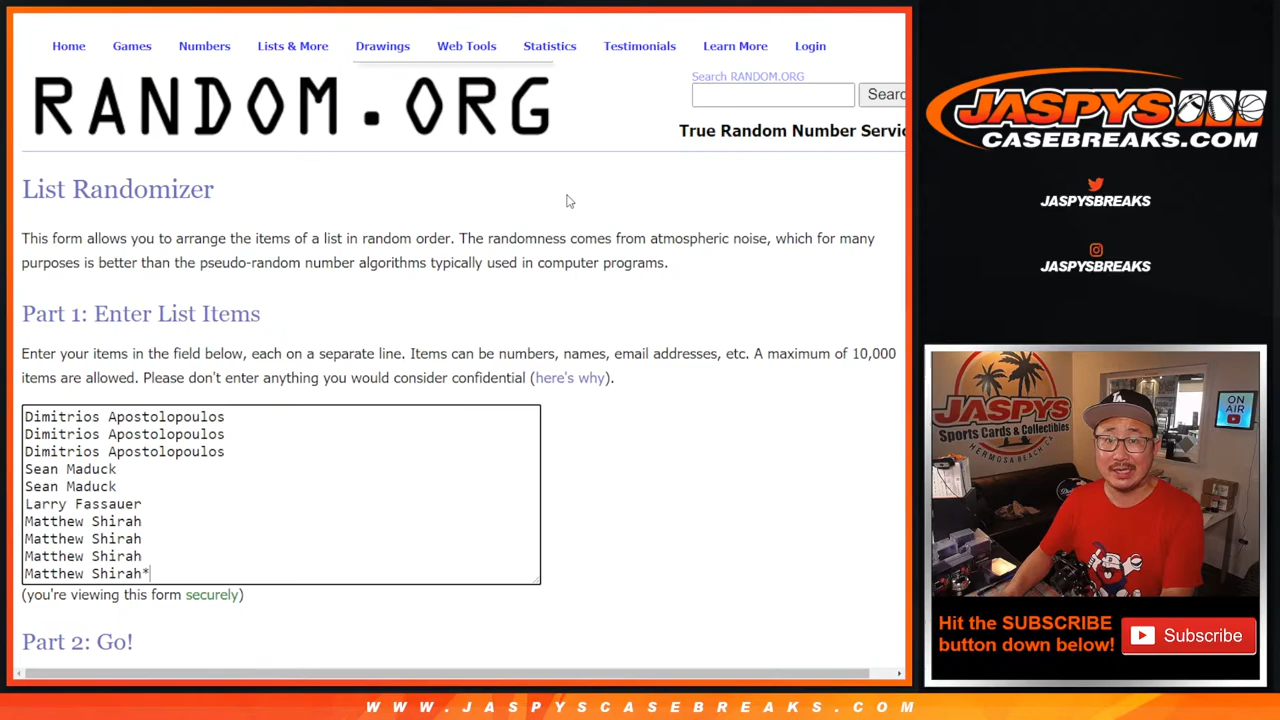 Home Games Numbers Lists & More Drawings Web Tools Statistics Testimonials Learn More Login
RANDOM.ORG
Search RANDOM.ORG
True Random Number Servic
List Randomizer
This form allows you to arrange the items of a list in random order. The randomness comes from atmospheric noise, which for many
purposes is better than the pseudo-random number algorithms typically used in computer programs.
Part 1: Enter List Items
Enter your items in the field below, each on a separate line. Items can be numbers, names, email addresses, etc. A maximum of 10,000
items are allowed. Please don't enter anything you would consider confidential (here's why).
Dimitrios Apostolopoulos
Dimitrios Apostolopoulos
Dimitrios Apostolopoulos
Sean Maduck
Sean Maduck
Larry Fassauer
Matthew Shirah
Matthew Shirah
Matthew Shirah
Matthew Shirah*
(you're viewing this form securely)
Part 2: Go!
JASPYS
CASEBREAKS.COM
JASPYSBREAKS
JASPYSBREAKS
JASPYS
Sports Cards & Collectibles
HERMOSA BEACH CA
LA
ON
AIR
Hit the SUBSCRIBE
button down below!
Subscribe
WWW.JASPYSCASEBREAKS.COM